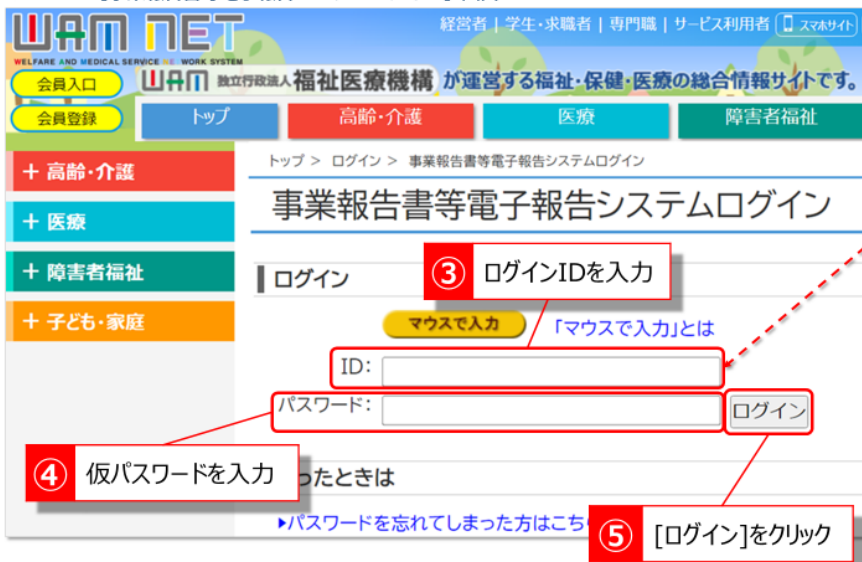 経営者 | 学生・求職者 | 専門職 | サービス利用者 スマホサイト
WAM NET
WELFARE AND MEDICAL SERVICE NETWORK SYSTEM
会員入口
WAM 独立行政法人福祉医療機構 が運営する福祉・保健・医療の総合情報サイトです。
会員登録
トップ 高齢・介護 医療 障害者福祉
+ 高齢・介護
+ 医療
+ 障害者福祉
+ 子ども・家庭
トップ > ログイン > 事業報告書等電子報告システムログイン
事業報告書等電子報告システムログイン
ログイン
③ ログインIDを入力
マウスで入力 「マウスで入力」とは
ID:
パスワード: ログイン
④ 仮パスワードを入力
ったときは
▶パスワードを忘れてしまった方はこち
⑤ [ログイン]をクリック